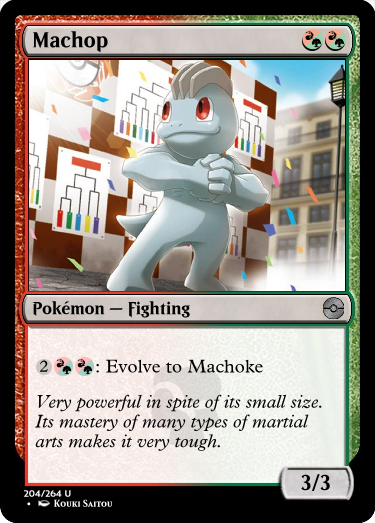 Machop
Pokémon — Fighting
2: Evolve to Machoke
Very powerful in spite of its small size.
Its mastery of many types of martial
arts makes it very tough.
3/3
204/264 U
• Kouki Saitou